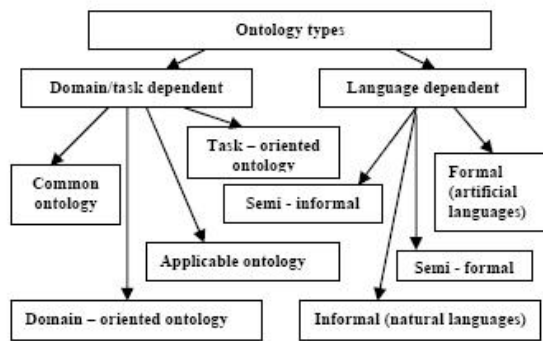 Ontology types
Domain/task dependent
Language dependent
Task – oriented
ontology
Common
ontology
Semi - informal
Formal
(artificial
languages)
Applicable ontology
Semi - formal
Domain – oriented ontology
Informal (natural languages)